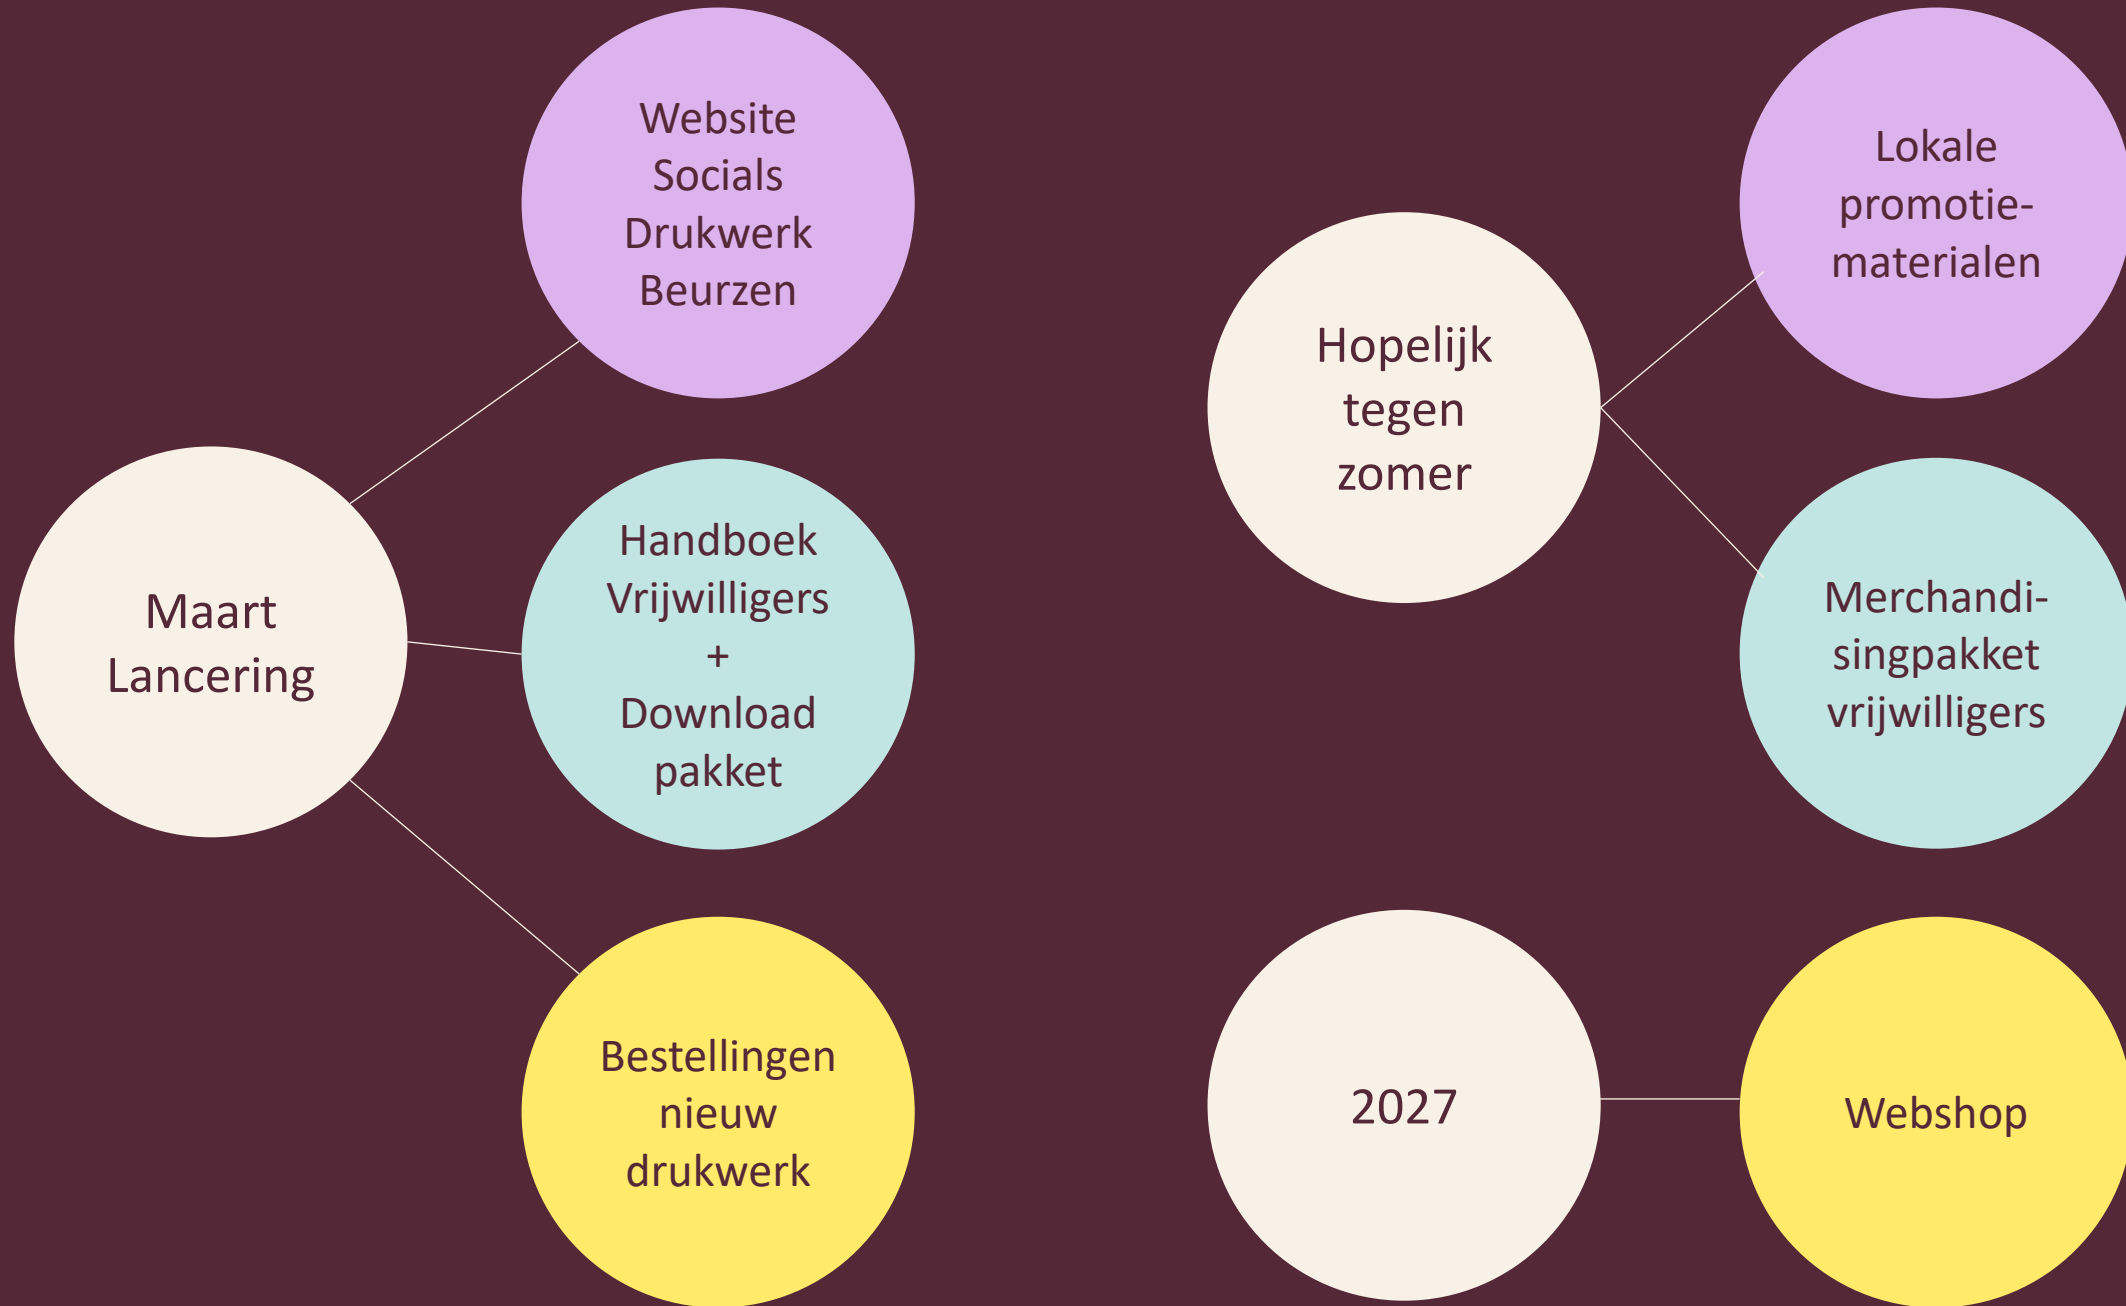 Maart
Lancering
Website
Socials
Drukwerk
Beurzen
Handboek
Vrijwilligers
+
Download
pakket
Bestellingen
nieuw
drukwerk
Hopelijk
tegen
zomer
Lokale
promotie-
materialen
Merchandi-
singpakket
vrijwilligers
2027
Webshop